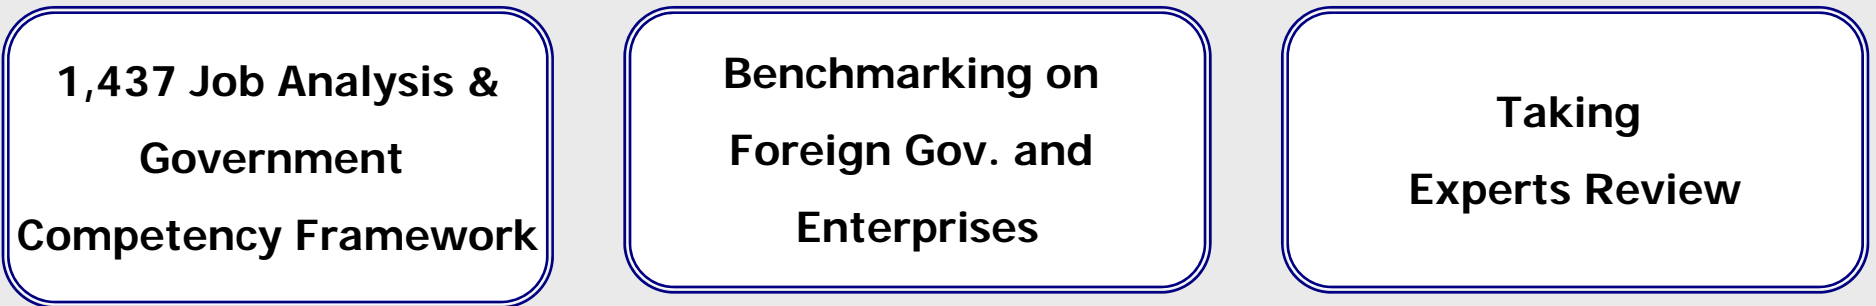 1,437 Job Analysis &
Government
Competency Framework
Benchmarking on
Foreign Gov. and
Enterprises
Taking
Experts Review